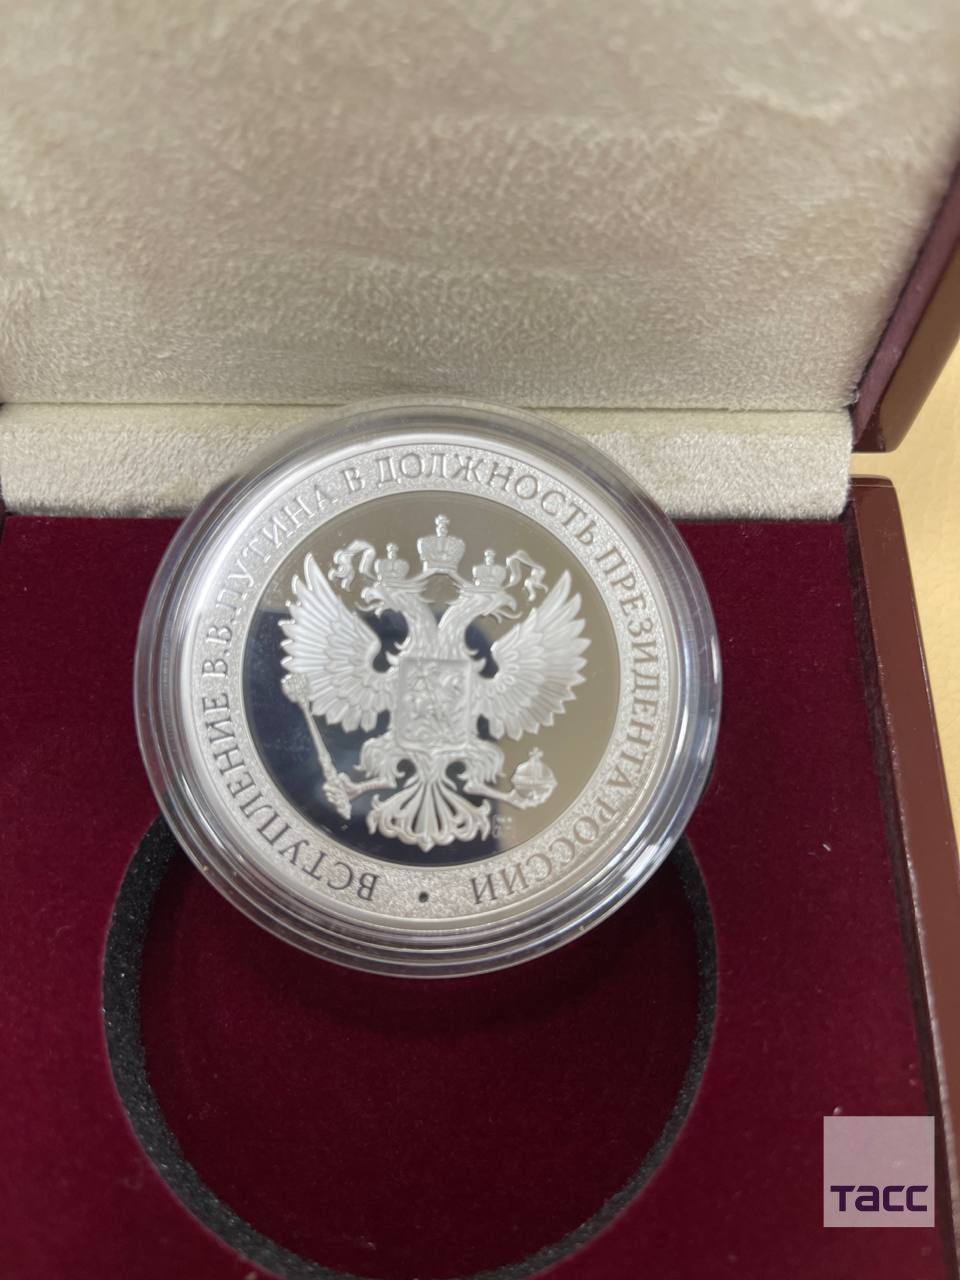 ВСТУПЛЕНИЕ В.В.ПУТИНА В ДОЛЖНОСТЬ ПРЕЗИДЕНТА РОССИИ •
тасс